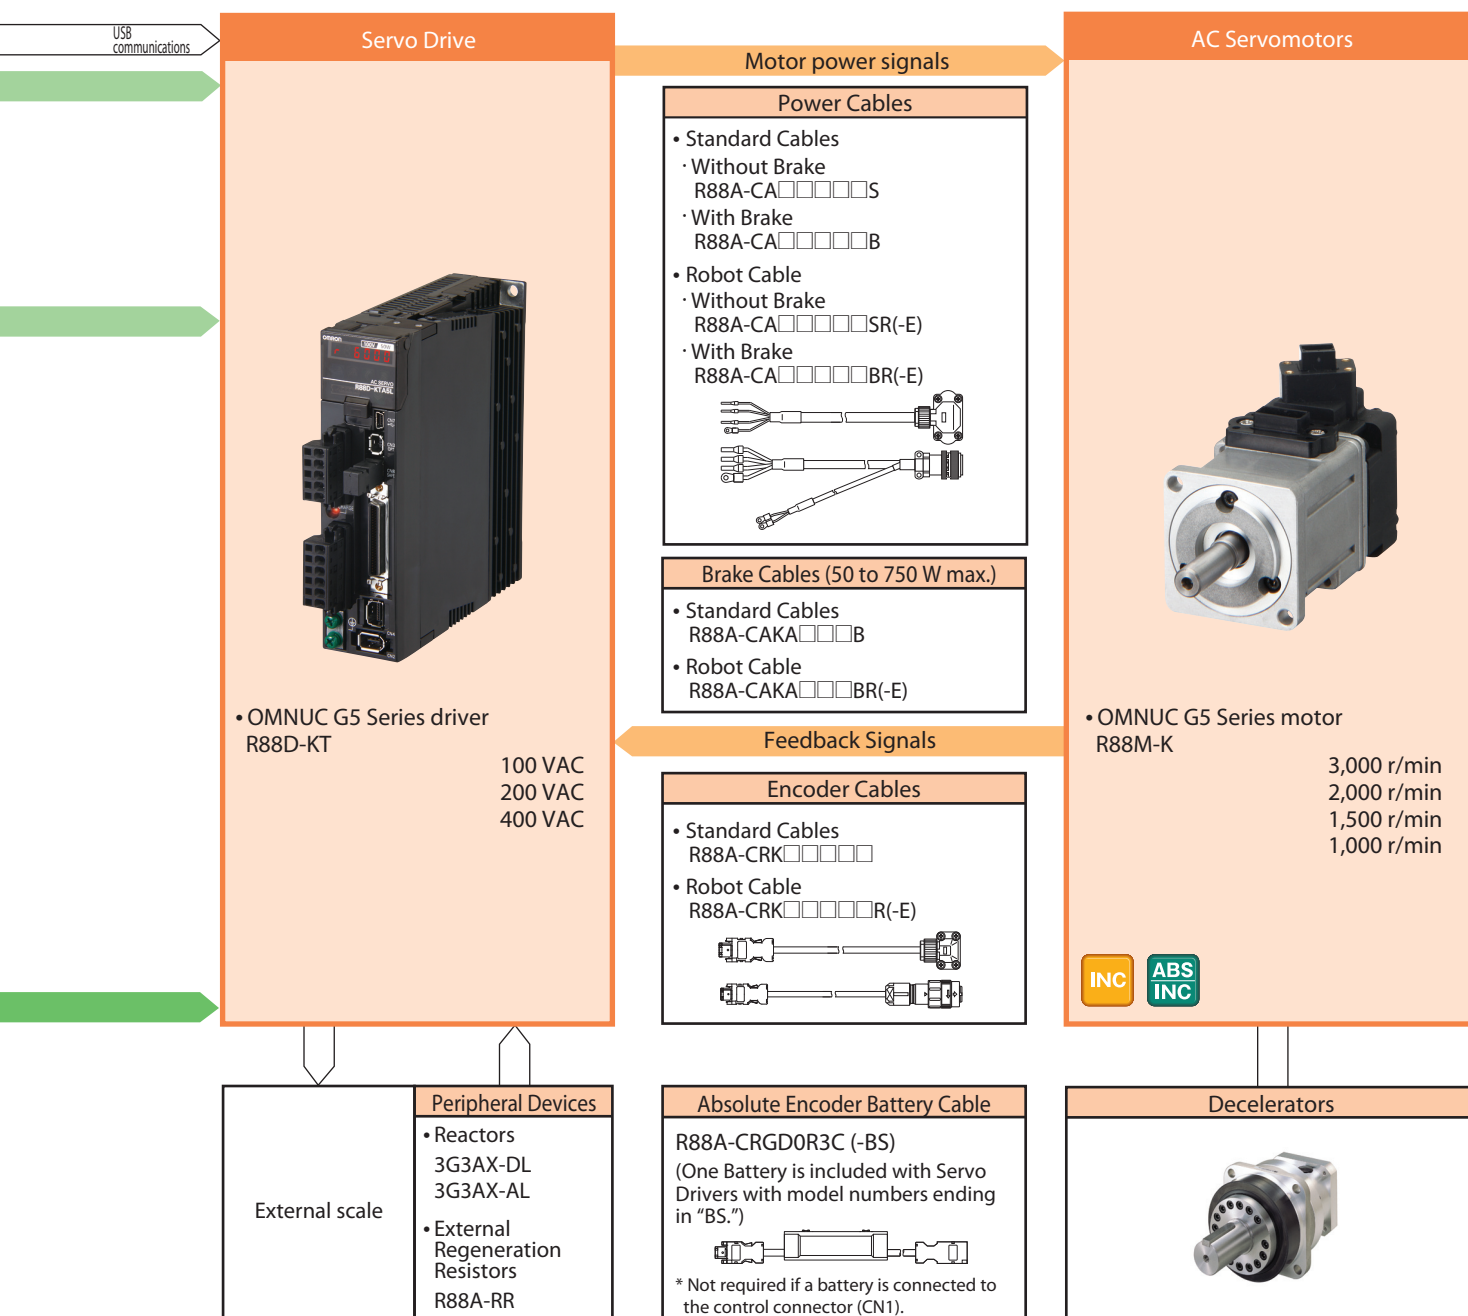 USB
communications
Servo Drive
Motor power signals
AC Servomotors
Power Cables
• Standard Cables
· Without Brake
R88A-CA□□□□□S
· With Brake
R88A-CA□□□□□B
• Robot Cable
· Without Brake
R88A-CA□□□□□SR(-E)
· With Brake
R88A-CA□□□□□BR(-E)
omron
AC SERVO
R88D-KTA5L
Brake Cables (50 to 750 W max.)
• Standard Cables
R88A-CAKA□□□B
• Robot Cable
R88A-CAKA□□□BR(-E)
• OMNUC G5 Series driver
R88D-KT
100 VAC
200 VAC
400 VAC
Feedback Signals
• OMNUC G5 Series motor
R88M-K
3,000 r/min
2,000 r/min
1,500 r/min
1,000 r/min
Encoder Cables
• Standard Cables
R88A-CRK□□□□□
• Robot Cable
R88A-CRK□□□□□R(-E)
INC
ABS
INC
External scale
Peripheral Devices
• Reactors
3G3AX-DL
3G3AX-AL
• External
Regeneration
Resistors
R88A-RR
Absolute Encoder Battery Cable
R88A-CRGD0R3C (-BS)
(One Battery is included with Servo
Drivers with model numbers ending
in “BS.”)
* Not required if a battery is connected to
the control connector (CN1).
Decelerators